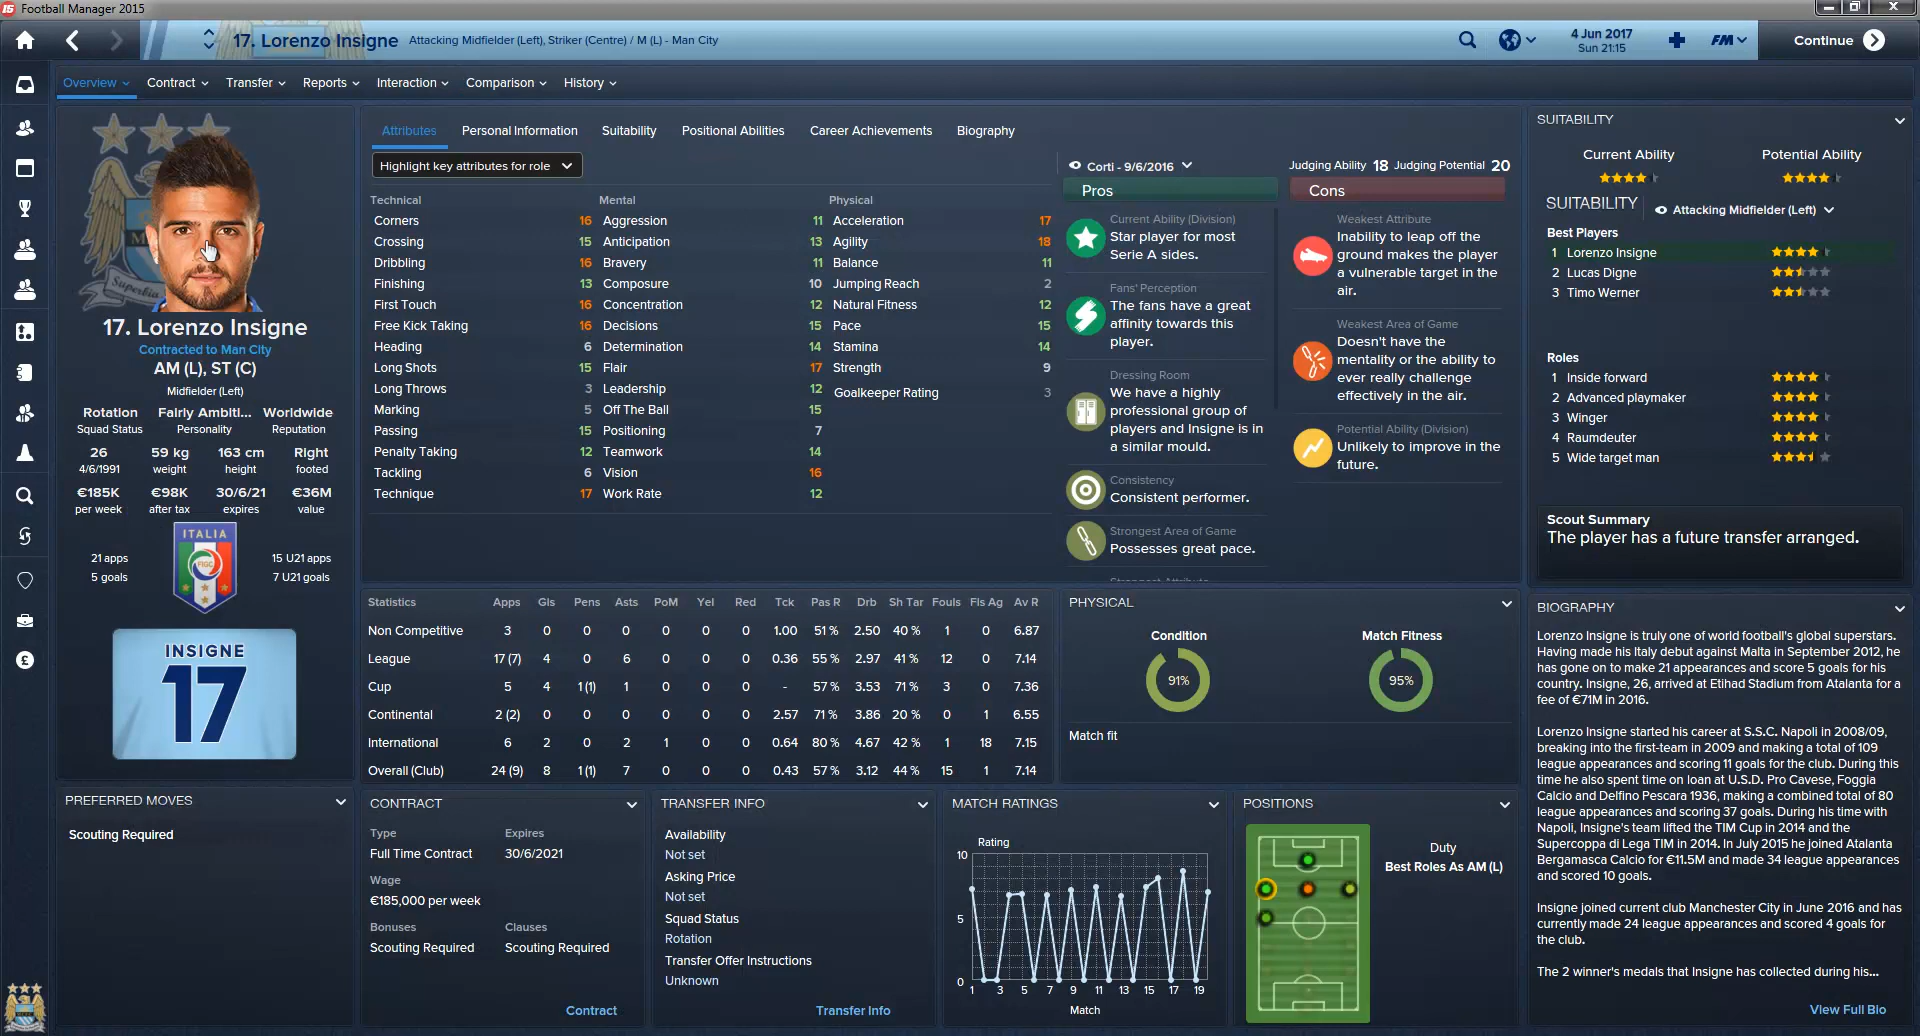 Football Manager 2015
17. Lorenzo Insigne
Attacking Midfielder (Left), Striker (Centre) / M (L) - Man City
4 Jun 2017
Sun 21:15
FM
Continue
Overview
Contract
Transfer
Reports
Interaction
Comparison
History
17. Lorenzo Insigne
Contracted to Man City
AM (L), ST (C)
Midfielder (Left)
Rotation Fairly Ambiti... Worldwide
Squad Status Personality Reputation
26 59 kg 163 cm Right
4/6/1991 weight height footed
€185K €98K 30/6/21 €36M
per week after tax expires value
ITALIA
FIGC
21 apps 15 U21 apps
5 goals 7 U21 goals
INSIGNE
17
Attributes Personal Information Suitability Positional Abilities Career Achievements Biography
Highlight key attributes for role
Technical Mental Physical
Corners 16 Aggression 11 Acceleration 17
Crossing 15 Anticipation 13 Agility 18
Dribbling 16 Bravery 11 Balance 11
Finishing 13 Composure 10 Jumping Reach 2
First Touch 16 Concentration 12 Natural Fitness 12
Free Kick Taking 16 Decisions 15 Pace 15
Heading 6 Determination 14 Stamina 14
Long Shots 15 Flair 17 Strength 9
Long Throws 3 Leadership 12 Goalkeeper Rating 3
Marking 5 Off The Ball 15
Passing 15 Positioning 7
Penalty Taking 12 Teamwork 14
Tackling 6 Vision 16
Technique 17 Work Rate 12
Corti - 9/6/2016
Judging Ability 18 Judging Potential 20
Pros
Current Ability (Division)
Star player for most
Serie A sides.
Fans' Perception
The fans have a great
affinity towards this
player.
Dressing Room
We have a highly
professional group of
players and Insigne is in
a similar mould.
Consistency
Consistent performer.
Strongest Area of Game
Possesses great pace.
Strongest Attribute
Cons
Weakest Attribute
Inability to leap off the
ground makes the player
a vulnerable target in the
air.
Weakest Area of Game
Doesn't have the
mentality or the ability to
ever really challenge
effectively in the air.
Potential Ability (Division)
Unlikely to improve in the
future.
SUITABILITY
Current Ability Potential Ability
SUITABILITY Attacking Midfielder (Left)
Best Players
1 Lorenzo Insigne
2 Lucas Digne
3 Timo Werner
Roles
1 Inside forward
2 Advanced playmaker
3 Winger
4 Raumdeuter
5 Wide target man
Scout Summary
The player has a future transfer arranged.
Statistics Apps Gls Pens Asts PoM Yel Red Tck Pas R Drb Sh Tar Fouls Fls Ag Av R
Non Competitive 3 0 0 0 0 0 0 1.00 51 % 2.50 40 % 1 0 6.87
League 17 (7) 4 0 6 0 0 0 0.36 55 % 2.97 41 % 12 0 7.14
Cup 5 4 1 (1) 1 0 0 0 - 57 % 3.53 71 % 3 0 7.36
Continental 2 (2) 0 0 0 0 0 0 2.57 71 % 3.86 20 % 0 1 6.55
International 6 2 0 2 1 0 0 0.64 80 % 4.67 42 % 1 18 7.15
Overall (Club) 24 (9) 8 1 (1) 7 0 0 0 0.43 57 % 3.12 44 % 15 1 7.14
PHYSICAL
Condition Match Fitness
91% 95%
Match fit
BIOGRAPHY
Lorenzo Insigne is truly one of world football's global superstars.
Having made his Italy debut against Malta in September 2012, he
has gone on to make 21 appearances and score 5 goals for his
country. Insigne, 26, arrived at Etihad Stadium from Atalanta for a
fee of €71M in 2016.
Lorenzo Insigne started his career at S.S.C. Napoli in 2008/09,
breaking into the first-team in 2009 and making a total of 109
league appearances and scoring 11 goals for the club. During this
time he also spent time on loan at U.S.D. Pro Cavese, Foggia
Calcio and Delfino Pescara 1936, making a combined total of 80
league appearances and scoring 37 goals. During his time with
Napoli, Insigne's team lifted the TIM Cup in 2014 and the
Supercoppa di Lega TIM in 2014. In July 2015 he joined Atalanta
Bergamasca Calcio for €11.5M and made 34 league appearances
and scored 10 goals.
Insigne joined current club Manchester City in June 2016 and has
currently made 24 league appearances and scored 4 goals for
the club.
The 2 winner's medals that Insigne has collected during his...
View Full Bio
PREFERRED MOVES
Scouting Required
CONTRACT
Type Expires
Full Time Contract 30/6/2021
Wage
€185,000 per week
Bonuses Clauses
Scouting Required Scouting Required
Contract
TRANSFER INFO
Availability
Not set
Asking Price
Not set
Squad Status
Rotation
Transfer Offer Instructions
Unknown
Transfer Info
MATCH RATINGS
Rating
10
5
0
1 3 5 7 9 11 13 15 17 19
Match
POSITIONS
Duty
Best Roles As AM (L)